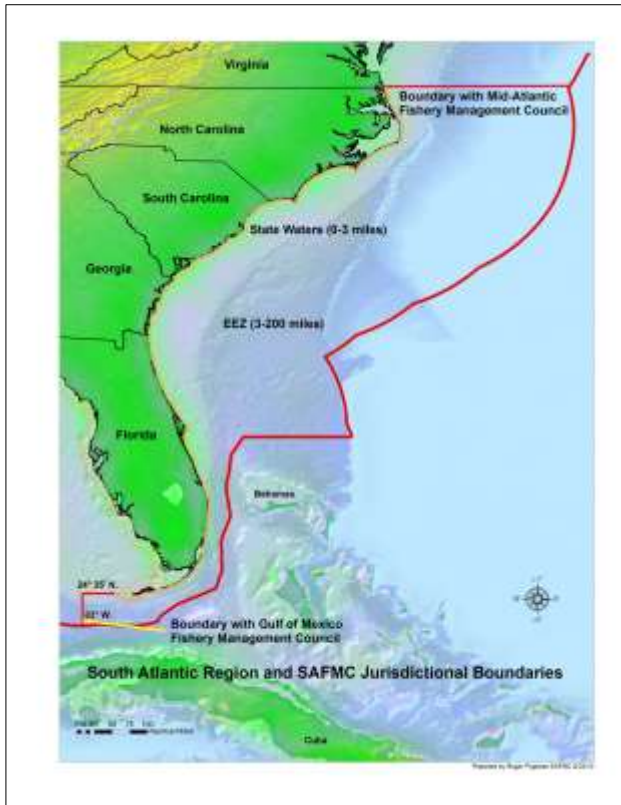 Virginia
Boundary with Mid-Atlantic
Fishery Management Council
North Carolina
South Carolina
State Waters (0-3 miles)
Georgia
EEZ (3-200 miles)
Florida
Bahamas
24° 35' N.
83° W.
Boundary with Gulf of Mexico
Fishery Management Council
South Atlantic Region and SAFMC Jurisdictional Boundaries
Cuba